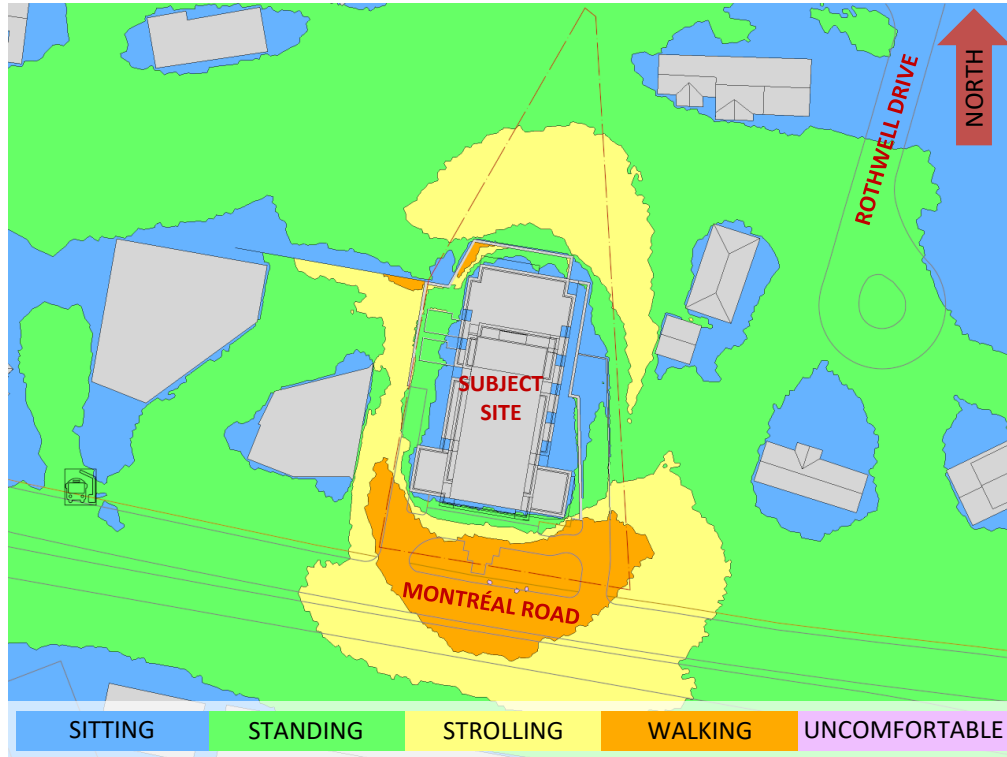 NORTH
ROTHWELL DRIVE
SUBJECT
SITE
MONTRÉAL ROAD
SITTING
STANDING
STROLLING
WALKING
UNCOMFORTABLE